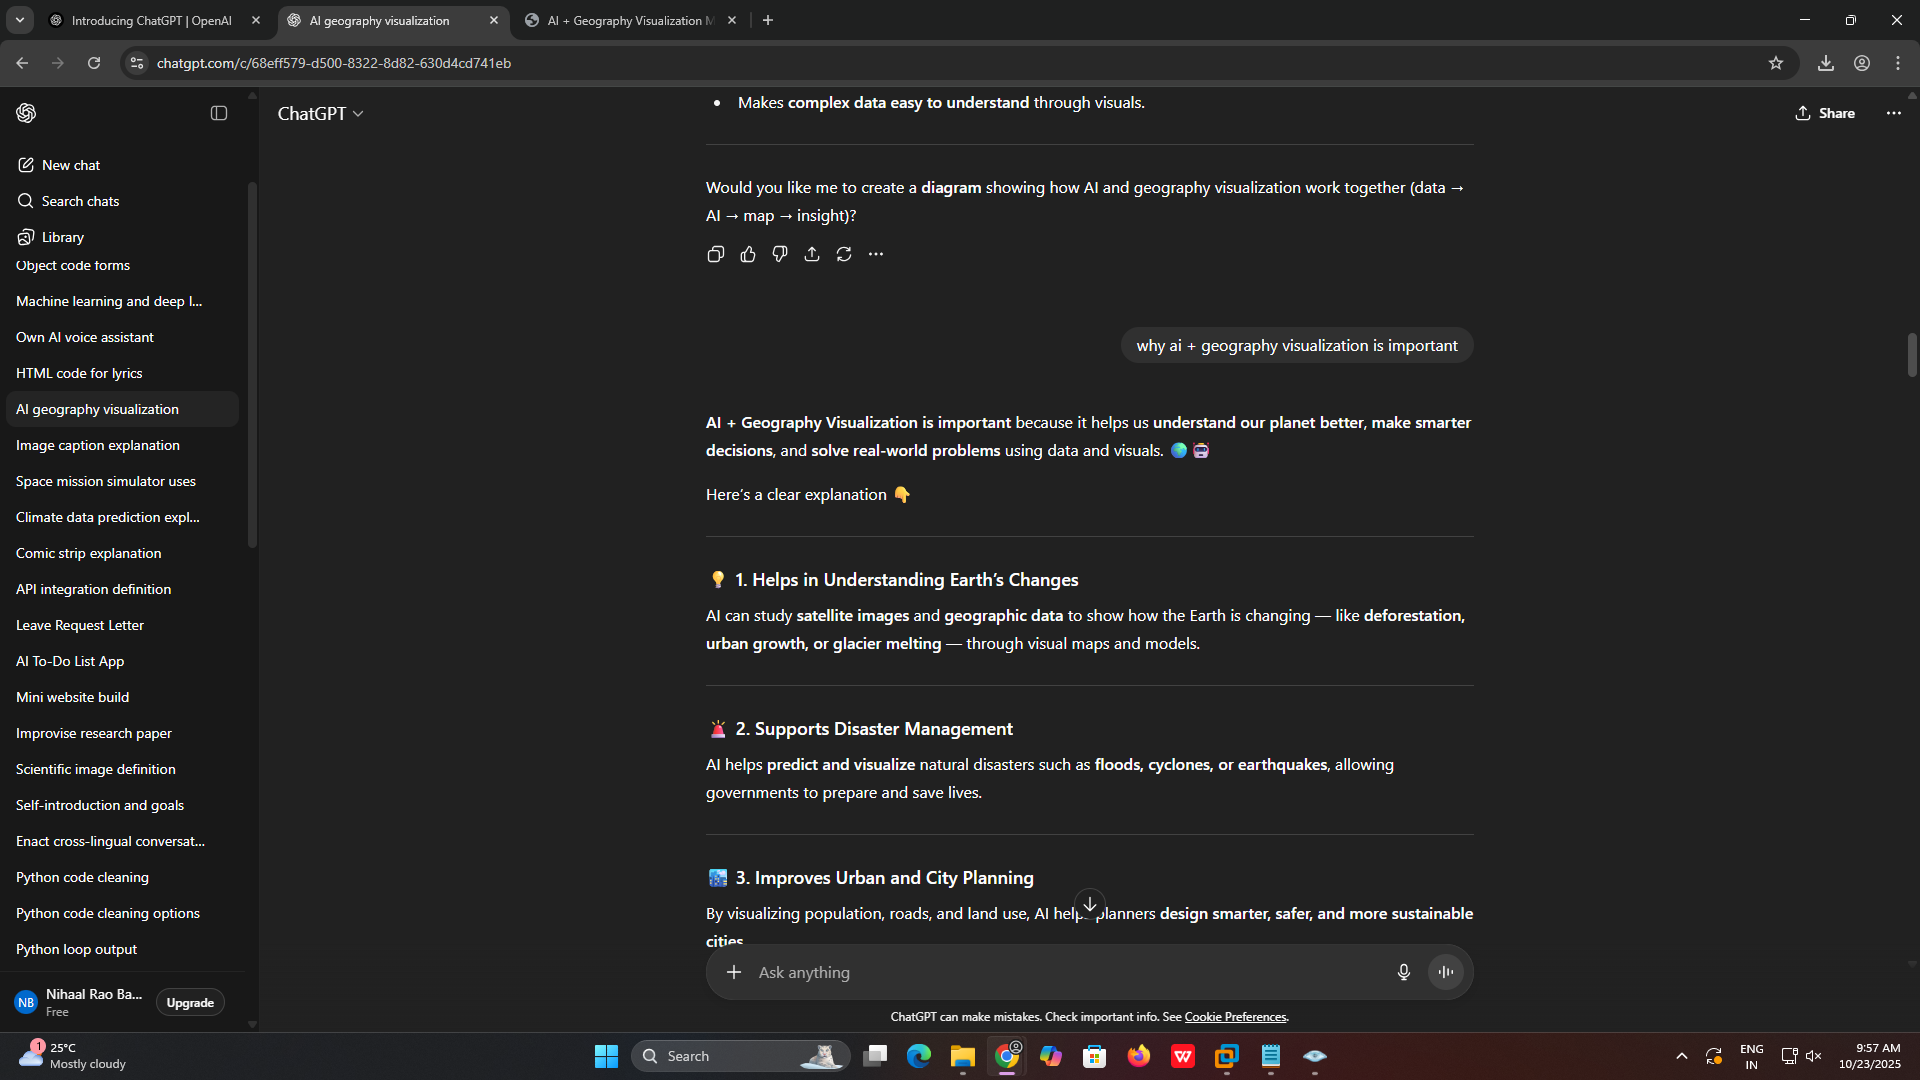 Introducing ChatGPT | OpenAI
AI geography visualization
AI + Geography Visualization M
chatgpt.com/c/68eff579-d500-8322-8d82-630d4cd741eb
ChatGPT
Share
New chat
Search chats
Library
Object code forms
Machine learning and deep l...
Own AI voice assistant
HTML code for lyrics
AI geography visualization
Image caption explanation
Space mission simulator uses
Climate data prediction expl...
Comic strip explanation
API integration definition
Leave Request Letter
AI To-Do List App
Mini website build
Improvise research paper
Scientific image definition
Self-introduction and goals
Enact cross-lingual conversat...
Python code cleaning
Python code cleaning options
Python loop output
NB
Nihaal Rao Ba...
Free
Upgrade
• Makes complex data easy to understand through visuals.
Would you like me to create a diagram showing how AI and geography visualization work together (data →
AI → map → insight)?
why ai + geography visualization is important
AI + Geography Visualization is important because it helps us understand our planet better, make smarter
decisions, and solve real-world problems using data and visuals. 🌍 🤖
Here's a clear explanation 👇
💡 1. Helps in Understanding Earth's Changes
AI can study satellite images and geographic data to show how the Earth is changing — like deforestation,
urban growth, or glacier melting — through visual maps and models.
🚨 2. Supports Disaster Management
AI helps predict and visualize natural disasters such as floods, cyclones, or earthquakes, allowing
governments to prepare and save lives.
🏙️ 3. Improves Urban and City Planning
By visualizing population, roads, and land use, AI helps planners design smarter, safer, and more sustainable
cities.
Ask anything
ChatGPT can make mistakes. Check important info. See Cookie Preferences.
1
25°C
Mostly cloudy
Search
W
ENG
IN
9:57 AM
10/23/2025